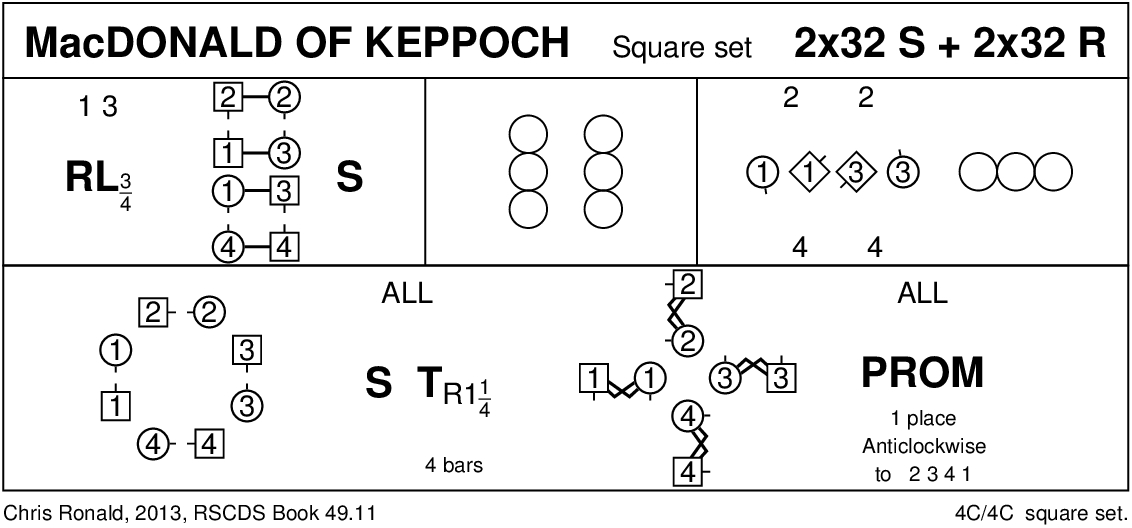 MacDONALD OF KEPPOCH Square set 2x32 S + 2x32 R
1 3
RL 3/4
2 2
1 3
1 3
4 4
S
2 2
1 1 3 3
4 4
ALL
2 2
1 3
1 3
4 4
S T R1 1/4
4 bars
2
2
1 1 3 3
4
4
ALL
PROM
1 place
Anticlockwise
to 2 3 4 1
Chris Ronald, 2013, RSCDS Book 49.11
4C/4C square set.